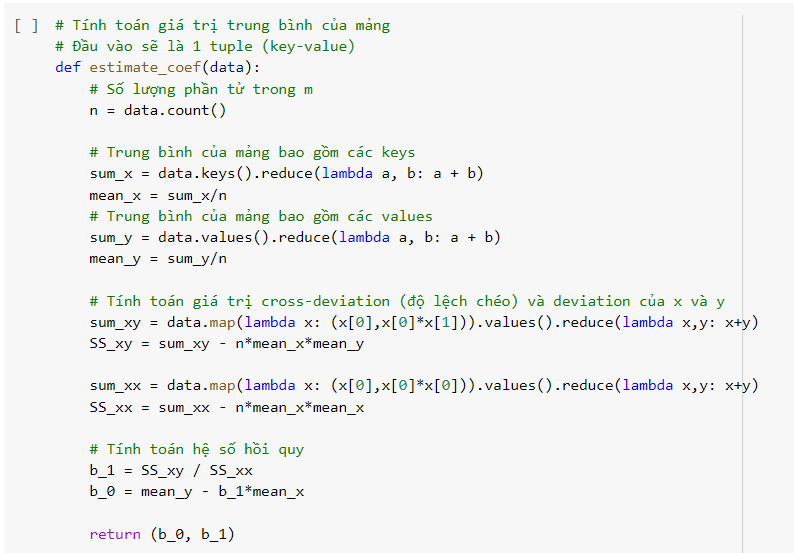 [ ] # Tính toán giá trị trung bình của mảng
# Đầu vào sẽ là 1 tuple (key-value)
def estimate_coef(data):
# Số lượng phần tử trong m
n = data.count()
# Trung bình của mảng bao gồm các keys
sum_x = data.keys().reduce(lambda a, b: a + b)
mean_x = sum_x/n
# Trung bình của mảng bao gồm các values
sum_y = data.values().reduce(lambda a, b: a + b)
mean_y = sum_y/n
# Tính toán giá trị cross-deviation (độ lệch chéo) và deviation của x và y
sum_xy = data.map(lambda x: (x[0],x[0]*x[1])).values().reduce(lambda x,y: x+y)
SS_xy = sum_xy - n*mean_x*mean_y
sum_xx = data.map(lambda x: (x[0],x[0]*x[0])).values().reduce(lambda x,y: x+y)
SS_xx = sum_xx - n*mean_x*mean_x
# Tính toán hệ số hồi quy
b_1 = SS_xy / SS_xx
b_0 = mean_y - b_1*mean_x
return (b_0, b_1)